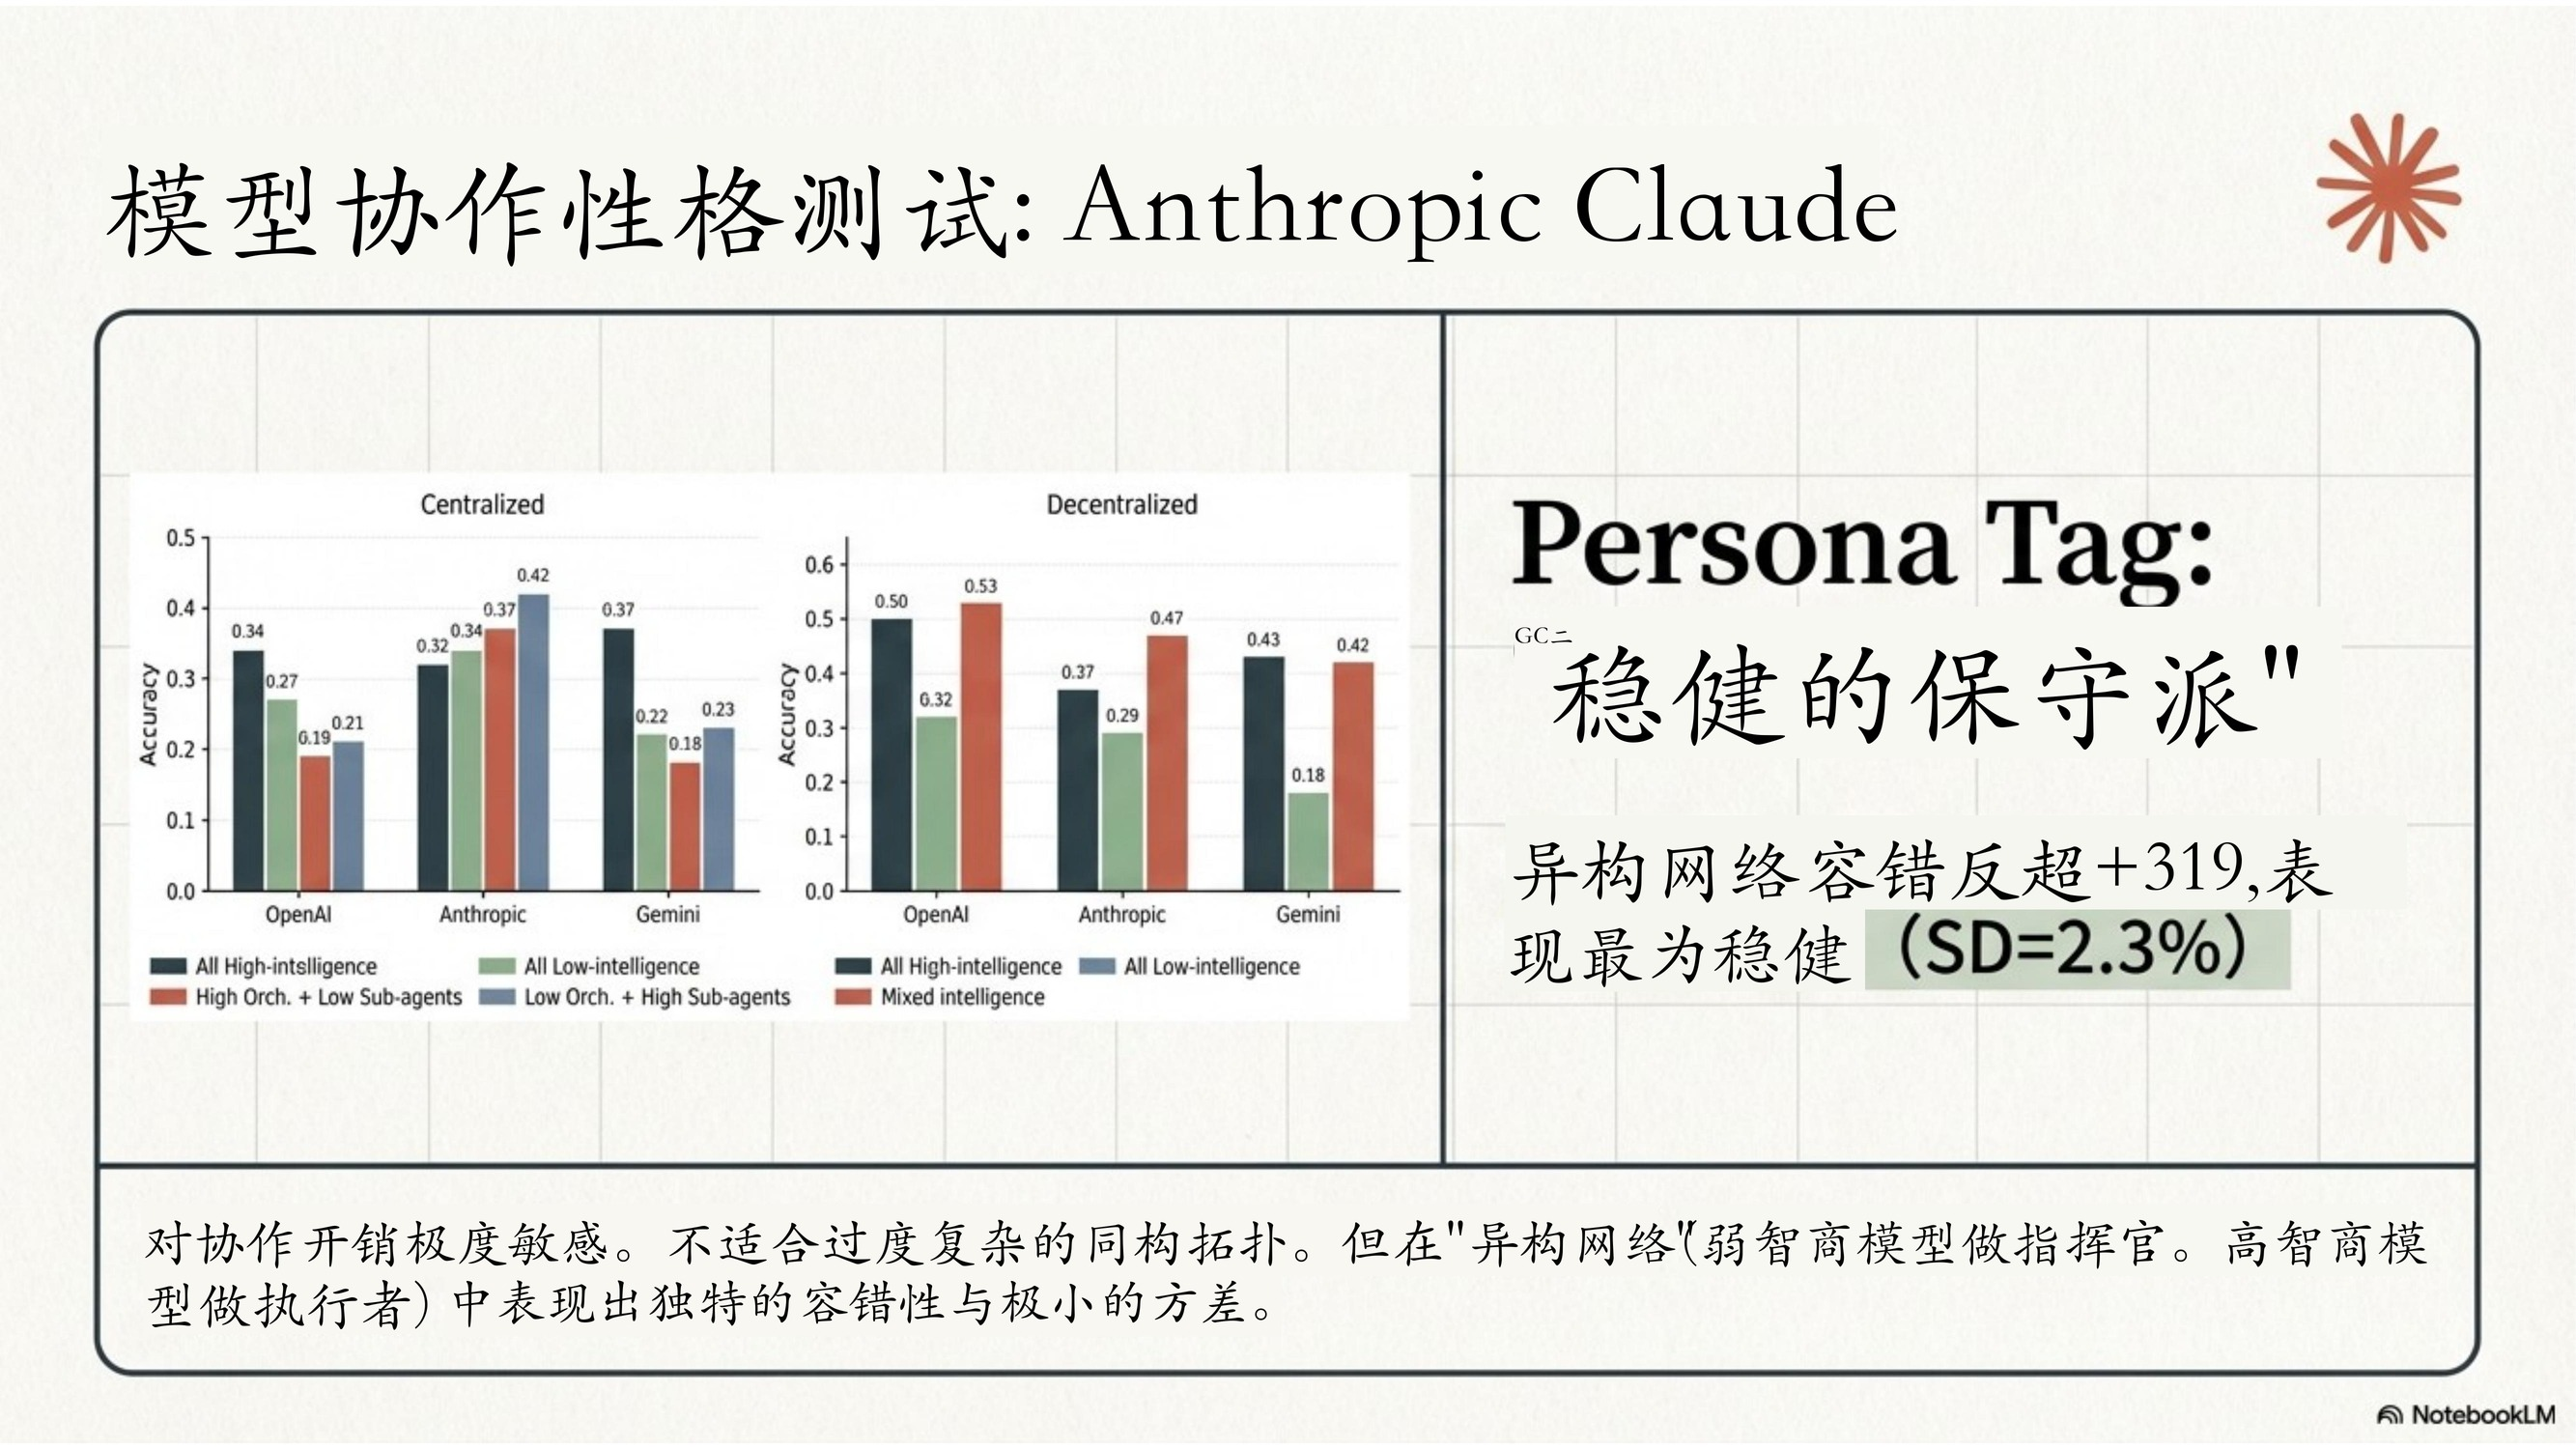 模型协作性格测试: Anthropic Claude
Centralized
Accuracy
0.5
0.4
0.3
0.2
0.1
0.0
0.34
0.27
0.19
0.21
0.32
0.34
0.37
0.42
0.37
0.22
0.18
0.23
OpenAI
Anthropic
Gemini
All High-intslligence
All Low-intelligence
High Orch. + Low Sub-agents
Low Orch. + High Sub-agents
Decentralized
Accuracy
0.6
0.5
0.4
0.3
0.2
0.1
0.0
0.50
0.32
0.53
0.37
0.29
0.47
0.43
0.18
0.42
OpenAI
Anthropic
Gemini
All High-intelligence
All Low-intelligence
Mixed intelligence
Persona Tag:
GC二
稳健的保守派"
异构网络容错反超+319,表
现最为稳健 (SD=2.3%)
对协作开销极度敏感。不适合过度复杂的同构拓扑。但在"异构网络"(弱智商模型做指挥官。高智商模
型做执行者) 中表现出独特的容错性与极小的方差。
NotebookLM